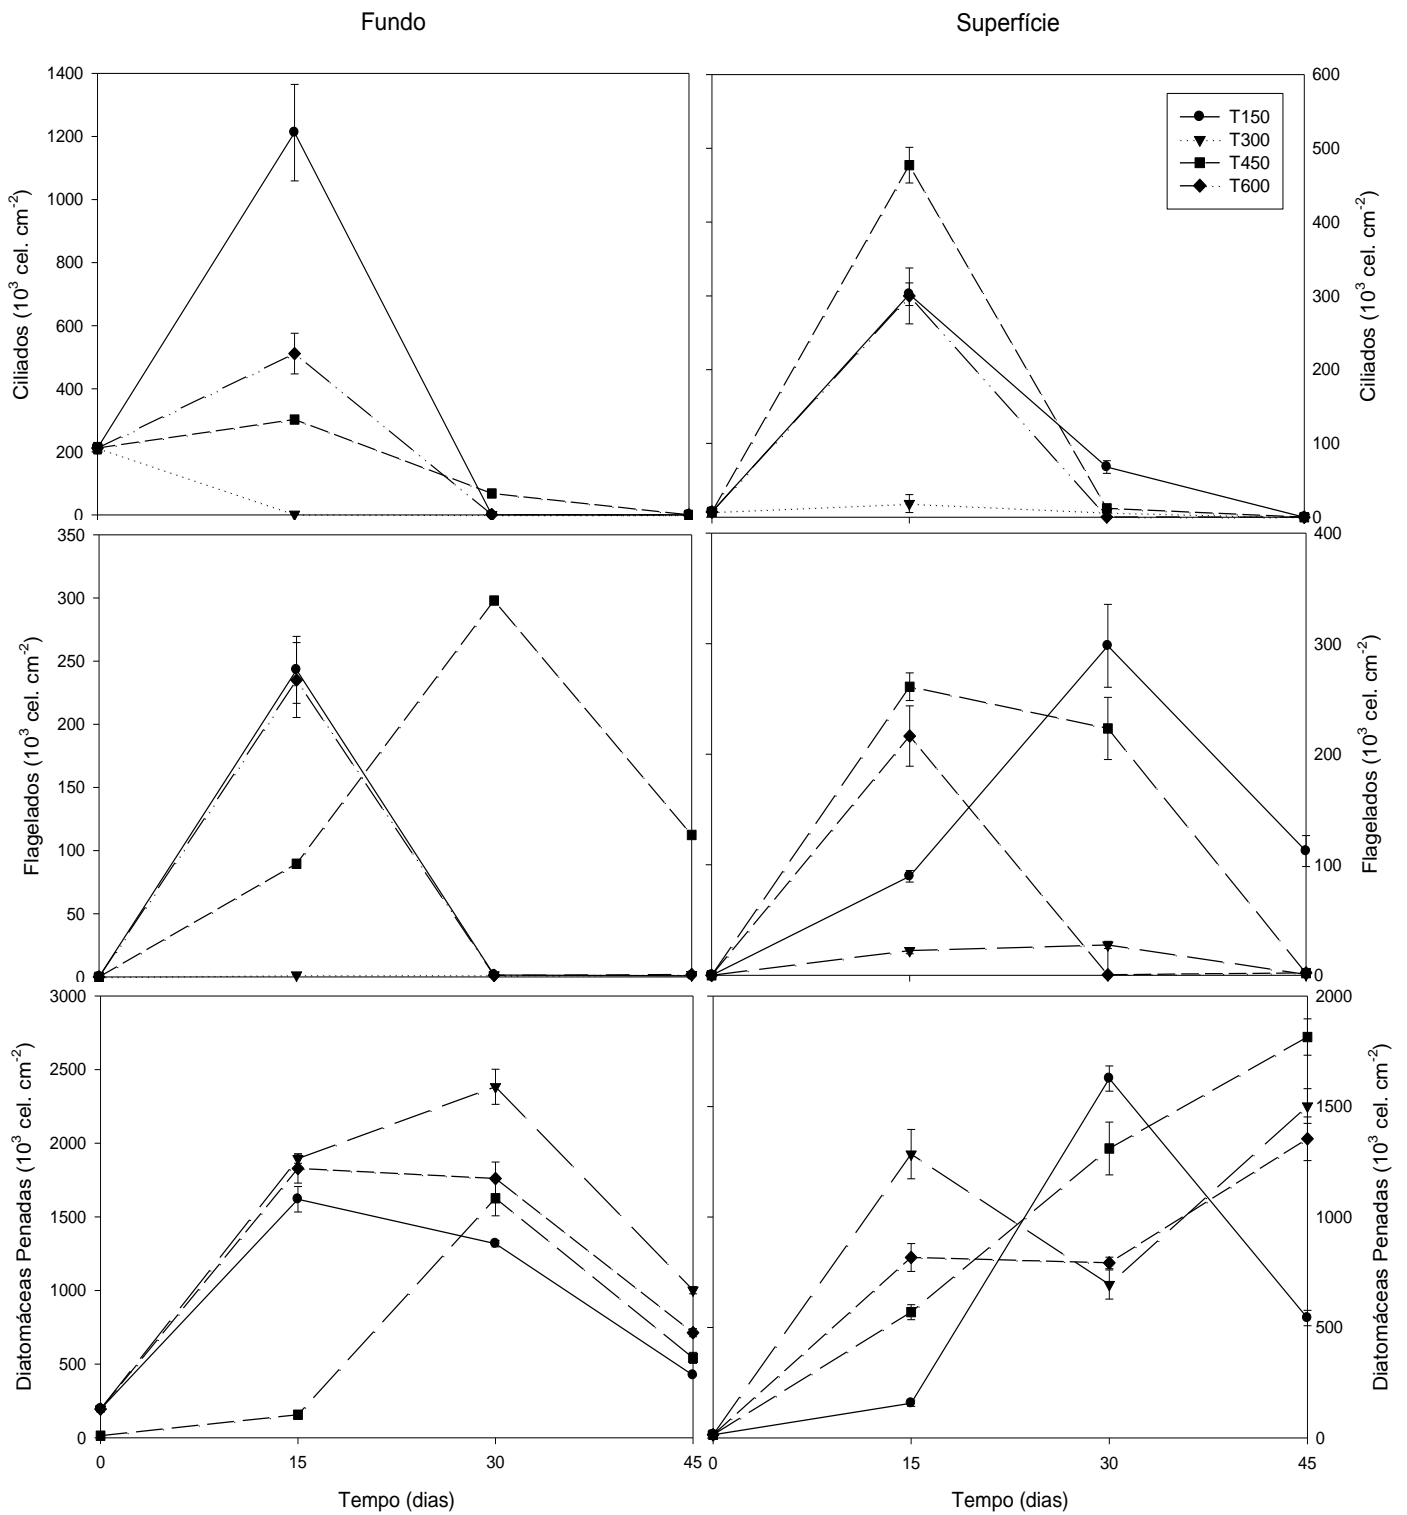 Fundo
Superfície
1400
1200
1000
800
600
400
200
0
Ciliados (10³ cel. cm⁻²)
600
500
400
300
200
100
0
Ciliados (10³ cel. cm⁻²)
T150
T300
T450
T600
350
300
250
200
150
100
50
0
Flagelados (10³ cel. cm⁻²)
400
300
200
100
0
Flagelados (10³ cel. cm⁻²)
3000
2500
2000
1500
1000
500
0
Diatomáceas Penadas (10³ cel. cm⁻²)
2000
1500
1000
500
0
Diatomáceas Penadas (10³ cel. cm⁻²)
0 15 30 45
0 15 30 45
Tempo (dias)
Tempo (dias)